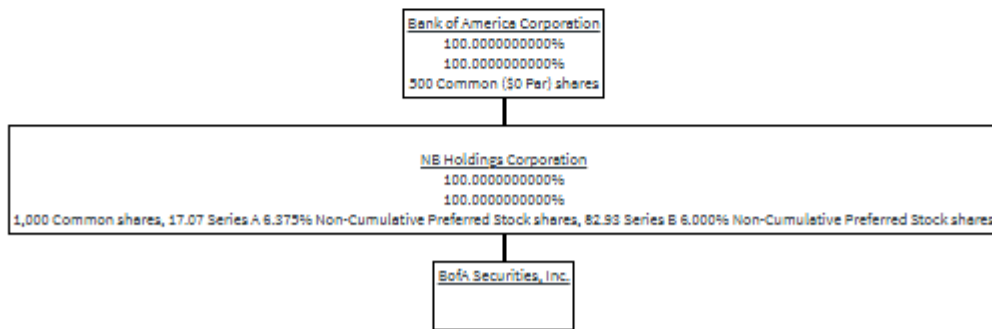 Bank of America Corporation
100.0000000000%
100.0000000000%
500 Common ($0 Par) shares
NB Holdings Corporation
100.0000000000%
100.0000000000%
1,000 Common shares, 17.07 Series A 6.375% Non-Cumulative Preferred Stock shares, 82.93 Series B 6.000% Non-Cumulative Preferred Stock shares
BofA Securities, Inc.